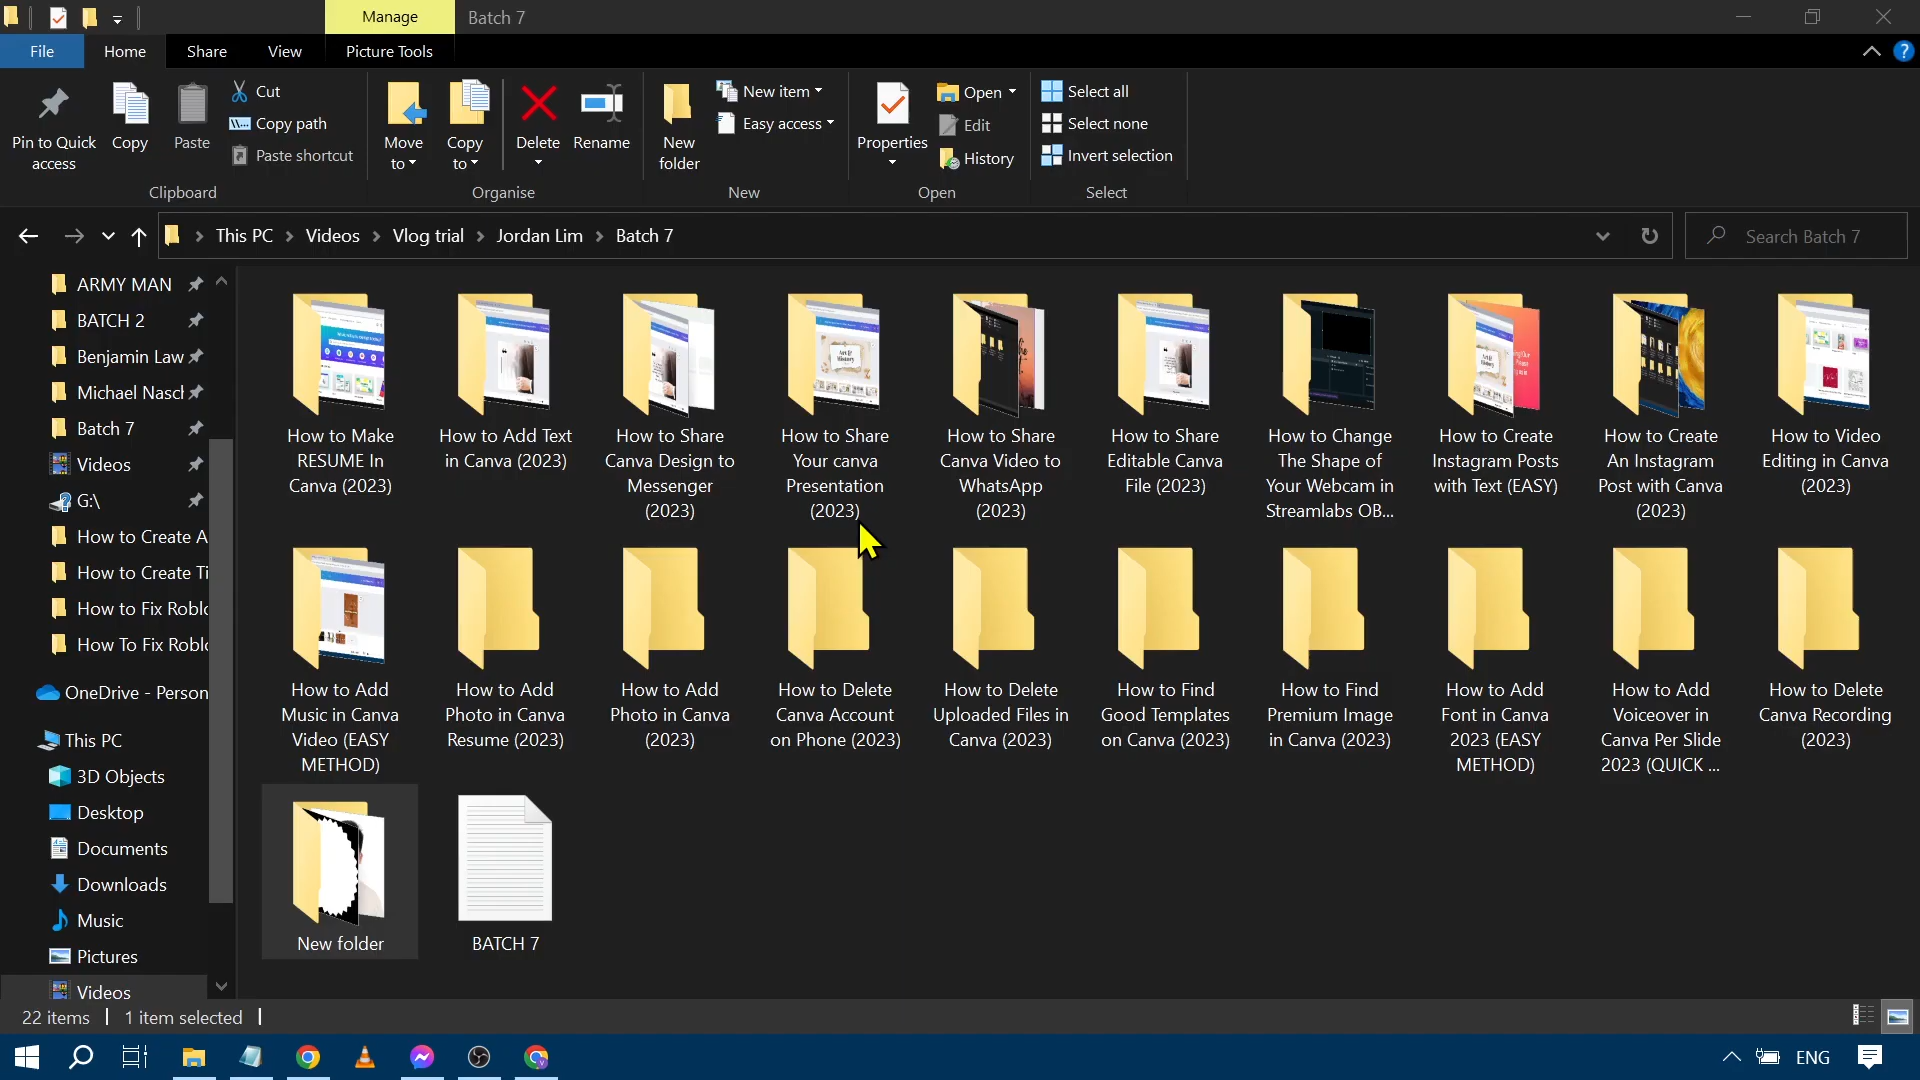 Manage
Batch 7
File
Home
Share
View
Picture Tools
Pin to Quick
access
Copy
Paste
Cut
Copy path
Paste shortcut
Move
to
Copy
to
Delete
Rename
New
folder
New item
Easy access
Properties
Open
Edit
History
Select all
Select none
Invert selection
Clipboard
Organise
New
Open
Select
This PC
Videos
Vlog trial
Jordan Lim
Batch 7
Search Batch 7
ARMY MAN
BATCH 2
Benjamin Law
Michael Nascl
Batch 7
Videos
G:\
How to Create A
How to Create Ti
How to Fix Roblo
How To Fix Roblo
OneDrive - Person
This PC
3D Objects
Desktop
Documents
Downloads
Music
Pictures
Videos
How to Make
RESUME In
Canva (2023)
How to Add Text
in Canva (2023)
How to Share
Canva Design to
Messenger
(2023)
How to Share
Your canva
Presentation
(2023)
How to Share
Canva Video to
WhatsApp
(2023)
How to Share
Editable Canva
File (2023)
How to Change
The Shape of
Your Webcam in
Streamlabs OB...
How to Create
Instagram Posts
with Text (EASY)
How to Create
An Instagram
Post with Canva
(2023)
How to Video
Editing in Canva
(2023)
How to Add
Music in Canva
Video (EASY
METHOD)
How to Add
Photo in Canva
Resume (2023)
How to Add
Photo in Canva
(2023)
How to Delete
Canva Account
on Phone (2023)
How to Delete
Uploaded Files in
Canva (2023)
How to Find
Good Templates
on Canva (2023)
How to Find
Premium Image
in Canva (2023)
How to Add
Font in Canva
2023 (EASY
METHOD)
How to Add
Voiceover in
Canva Per Slide
2023 (QUICK ...
How to Delete
Canva Recording
(2023)
New folder
BATCH 7
22 items
1 item selected
ENG